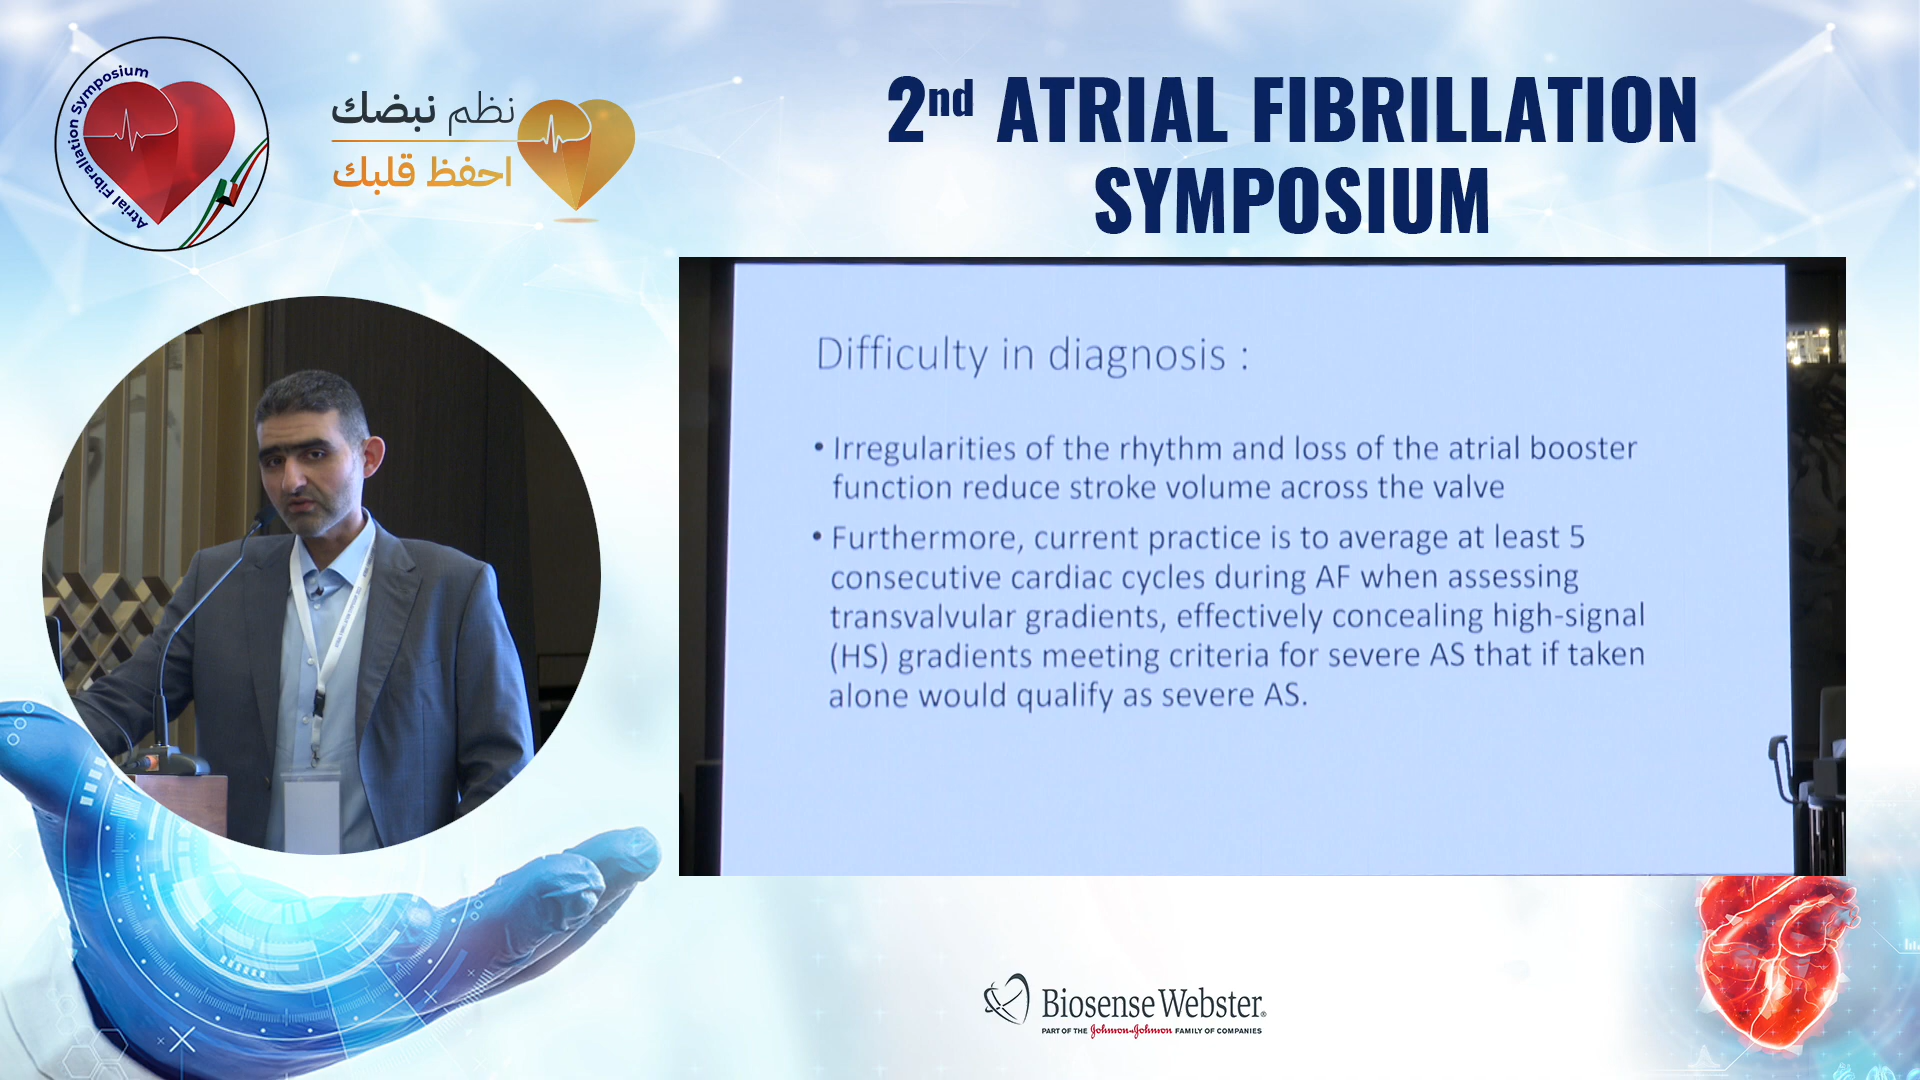 Atrial Fibrallation Symposium
نظم نبضك
احفظ قلبك
2nd ATRIAL FIBRILLATION
SYMPOSIUM
Difficulty in diagnosis :
• Irregularities of the rhythm and loss of the atrial booster
function reduce stroke volume across the valve
• Furthermore, current practice is to average at least 5
consecutive cardiac cycles during AF when assessing
transvalvular gradients, effectively concealing high-signal
(HS) gradients meeting criteria for severe AS that if taken
alone would qualify as severe AS.
Biosense Webster®
PART OF THE Johnson & Johnson FAMILY OF COMPANIES